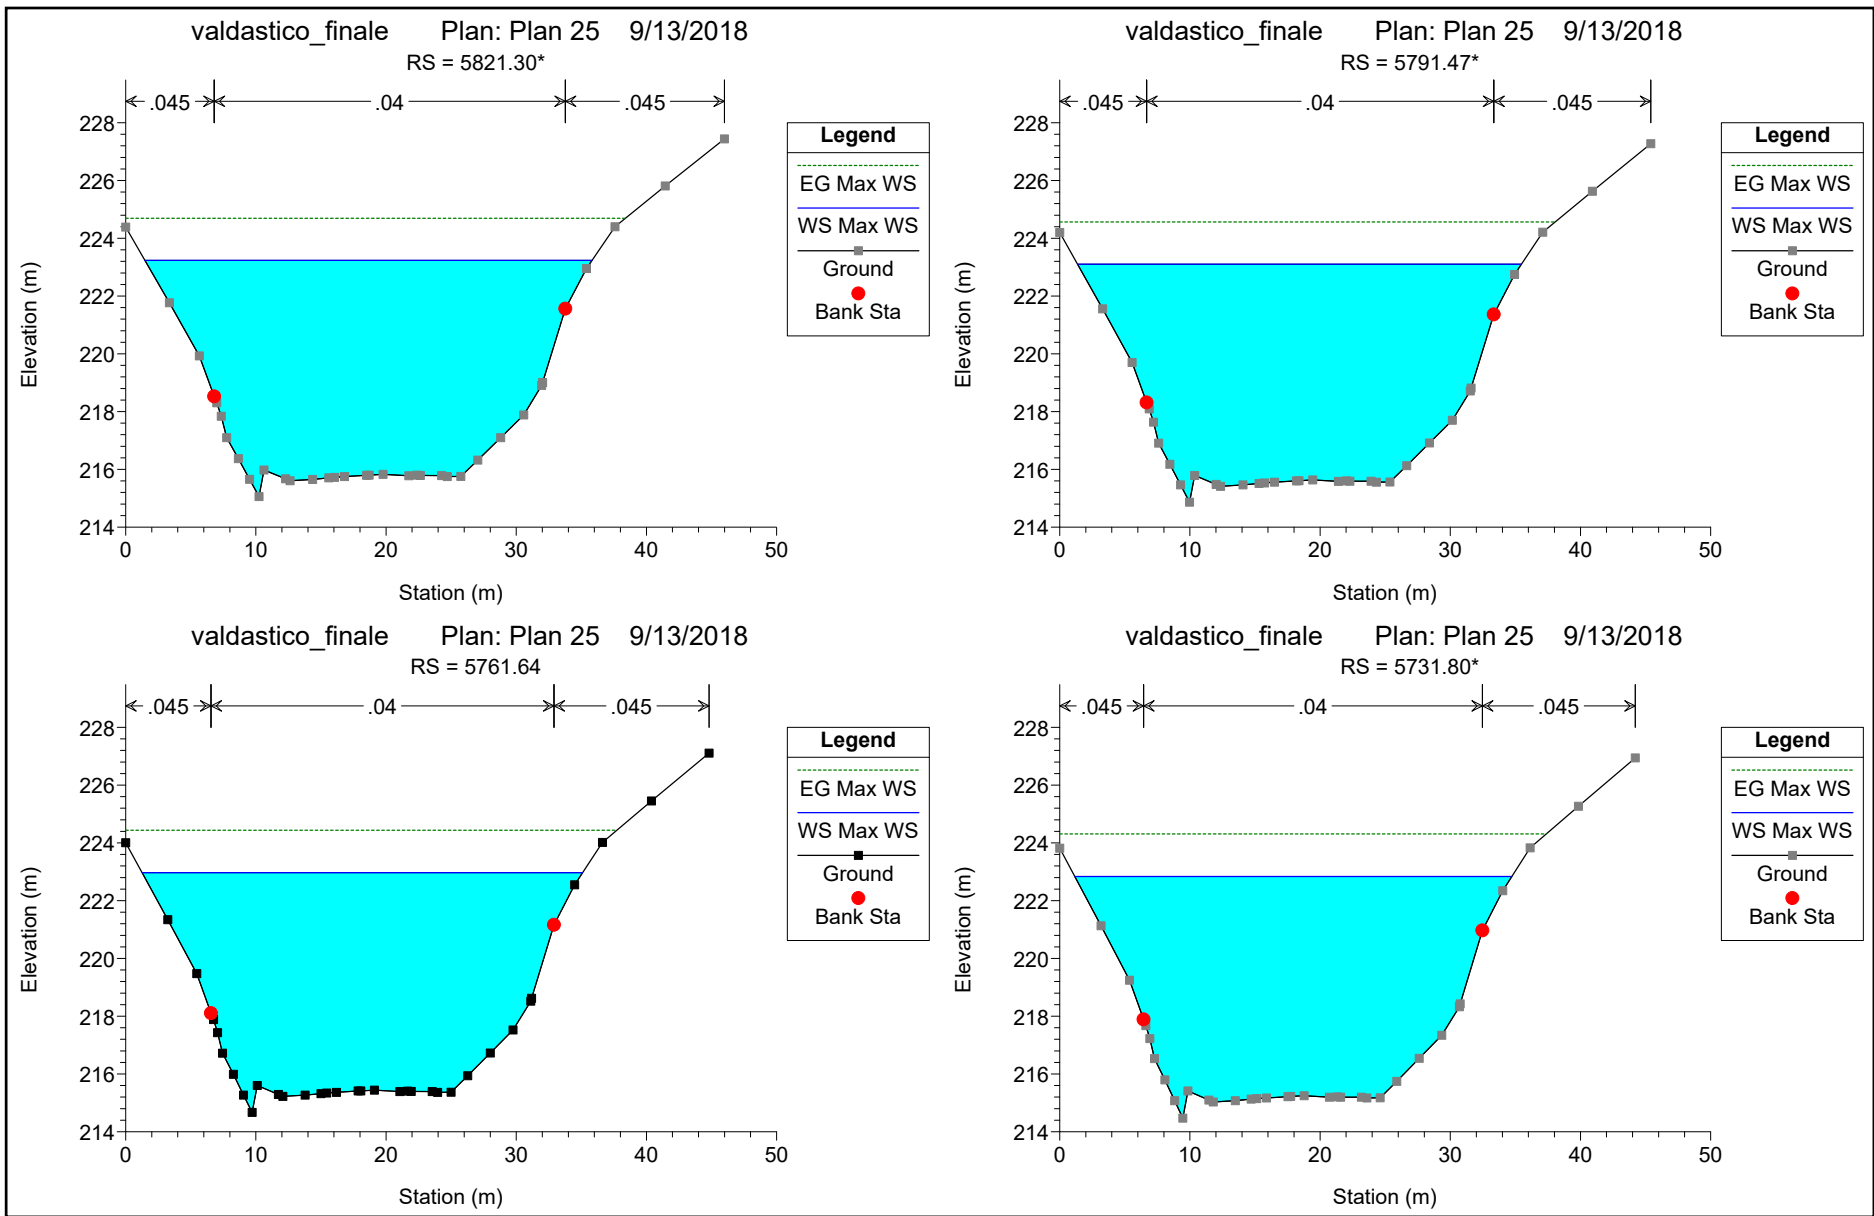 valdastico_finale Plan: Plan 25 9/13/2018
RS = 5821.30*
.045 .04 .045
228
226
224
222
220
218
216
214
0 10 20 30 40 50
Elevation (m)
Station (m)
Legend
EG Max WS
WS Max WS
Ground
Bank Sta
valdastico_finale Plan: Plan 25 9/13/2018
RS = 5791.47*
.045 .04 .045
228
226
224
222
220
218
216
214
0 10 20 30 40 50
Elevation (m)
Station (m)
Legend
EG Max WS
WS Max WS
Ground
Bank Sta
valdastico_finale Plan: Plan 25 9/13/2018
RS = 5761.64
.045 .04 .045
228
226
224
222
220
218
216
214
0 10 20 30 40 50
Elevation (m)
Station (m)
Legend
EG Max WS
WS Max WS
Ground
Bank Sta
valdastico_finale Plan: Plan 25 9/13/2018
RS = 5731.80*
.045 .04 .045
228
226
224
222
220
218
216
214
0 10 20 30 40 50
Elevation (m)
Station (m)
Legend
EG Max WS
WS Max WS
Ground
Bank Sta